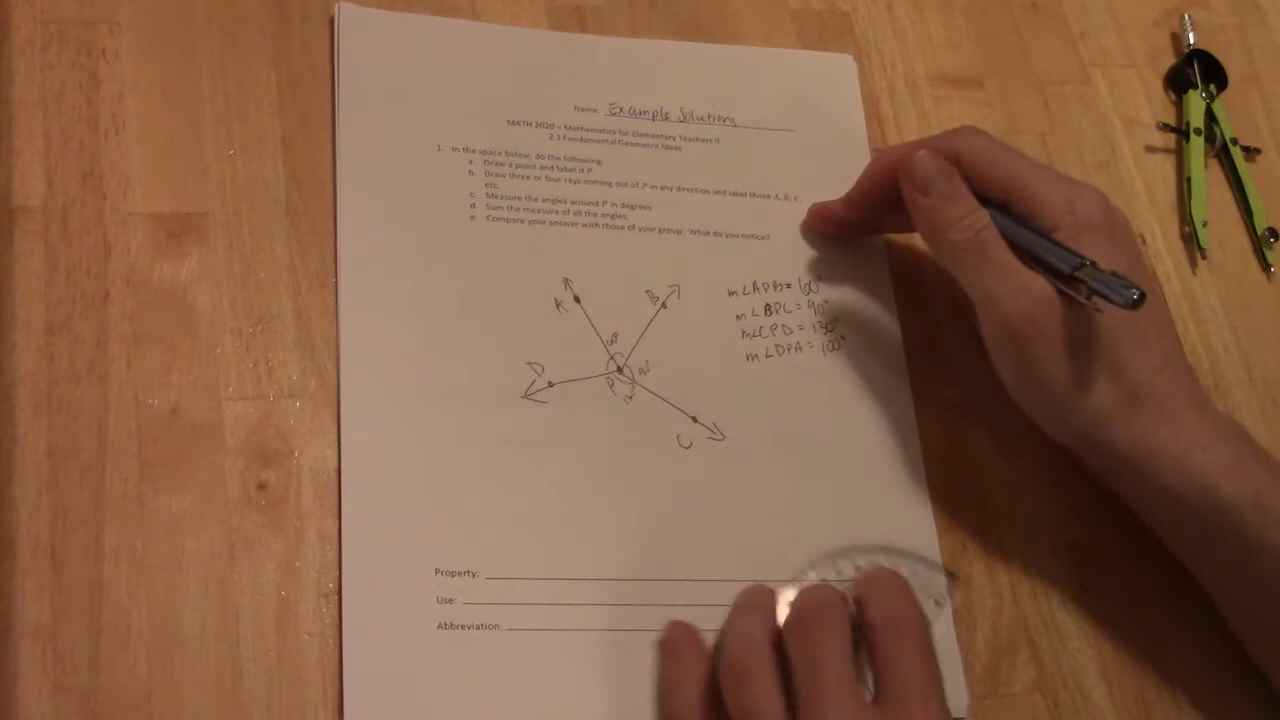 Name: Example Solutions
MATH 2020 – Mathematics for Elementary Teachers II
2.1 Fundamental Geometric Ideas
1. In the space below, do the following:
a. Draw a point and label it P.
b. Draw three or four rays coming out of P in any direction and label those A, B, C,
etc.
c. Measure the angles around P in degrees
d. Sum the measure of all the angles.
e. Compare your answer with those of your group. What do you notice?
A
B
m∠APB = 60°
m∠BPC = 90°
m∠CPD = 130°
m∠DPA = 100°
60°
90°
D
P
130°
C
Property:
Use:
Abbreviation: